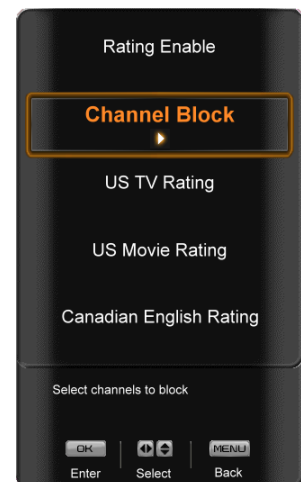 Rating Enable
Channel Block
US TV Rating
US Movie Rating
Canadian English Rating
Select channels to block
OK MENU
Enter Select Back